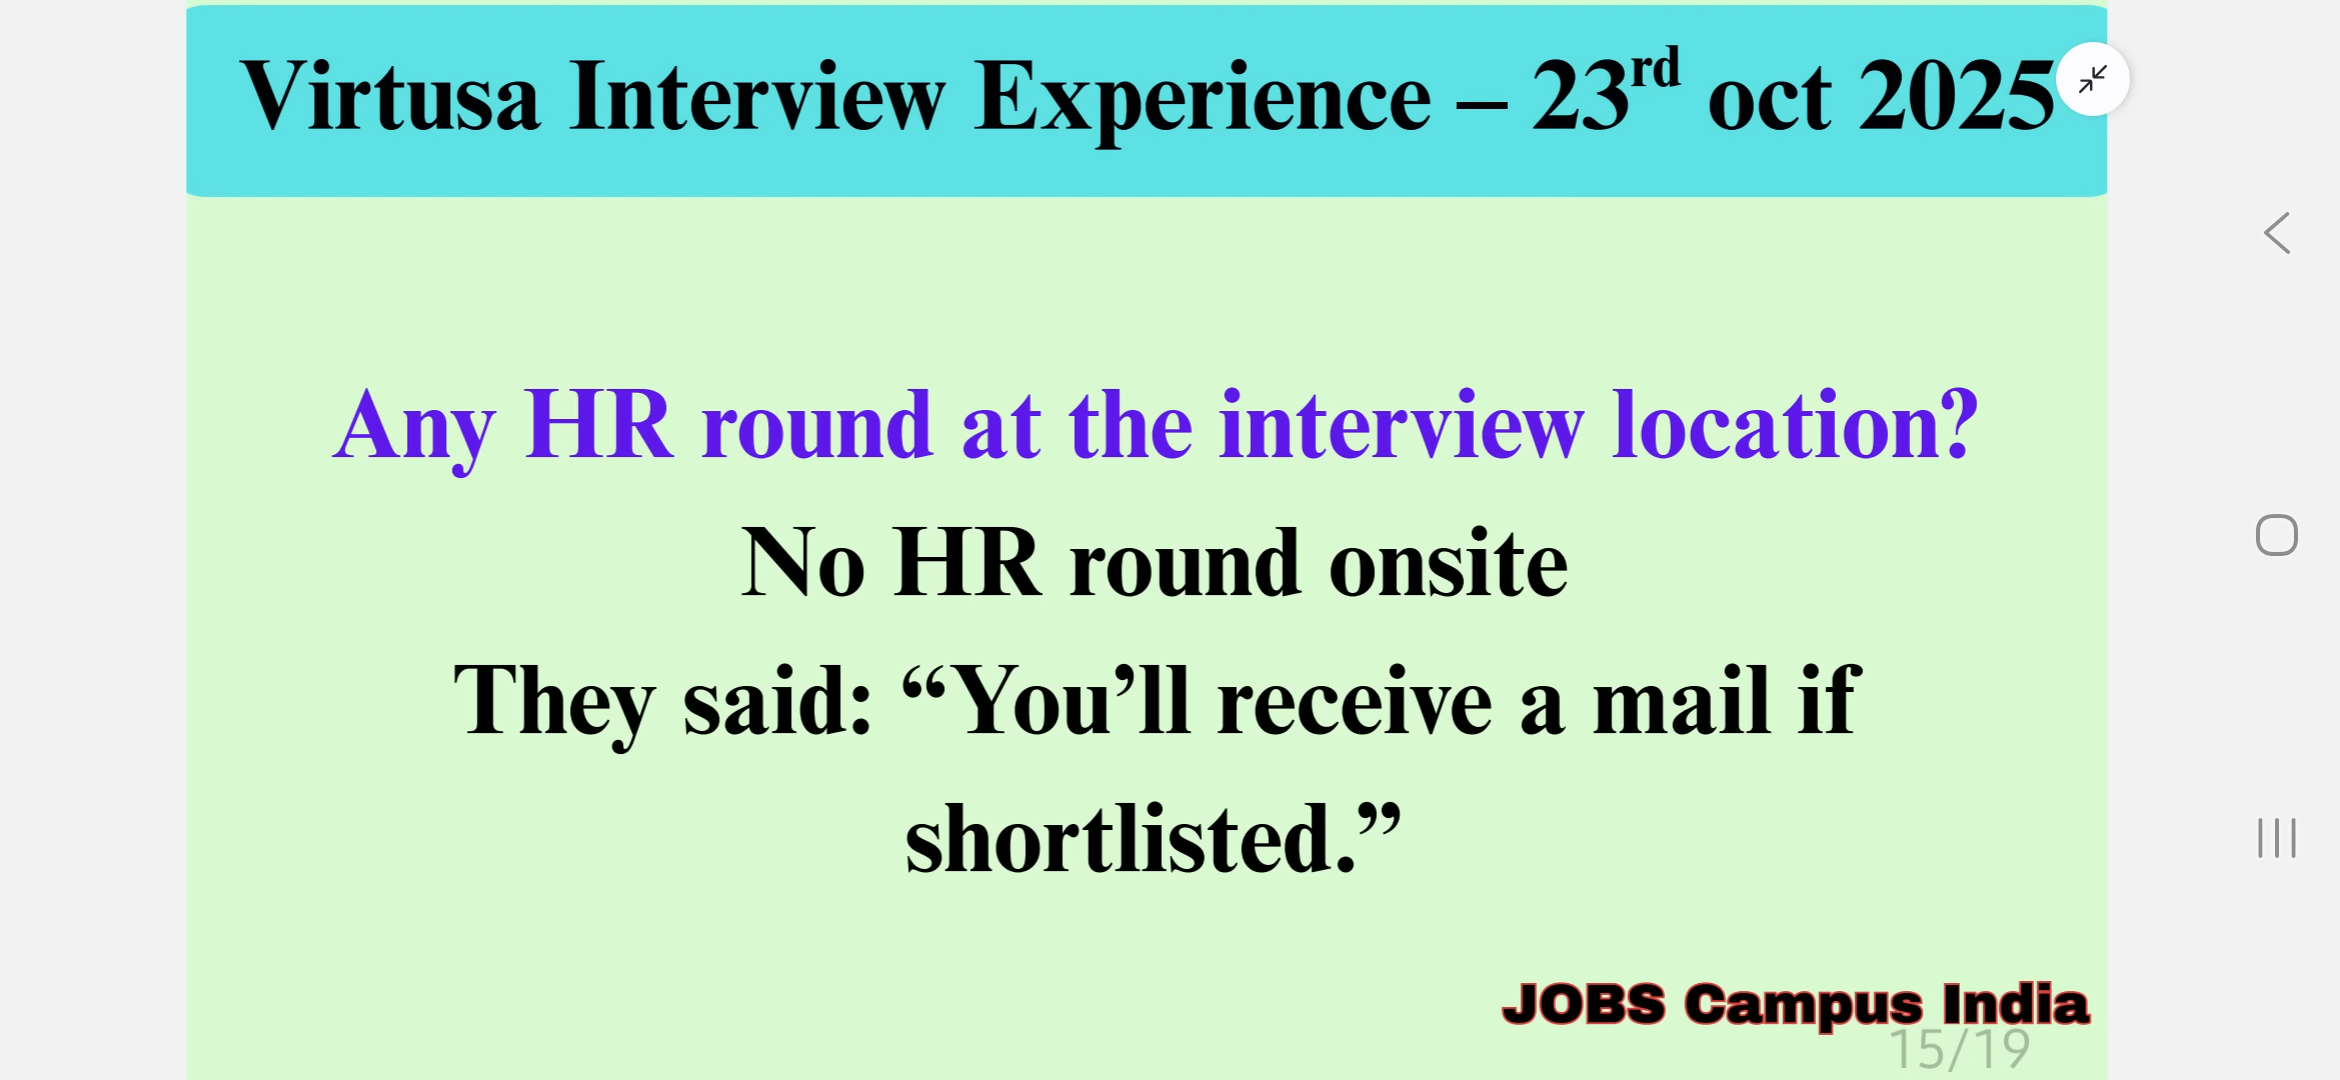 Virtusa Interview Experience – 23rd oct 2025
Any HR round at the interview location?
No HR round onsite
They said: “You’ll receive a mail if
shortlisted.”
JOBS Campus India
15/19